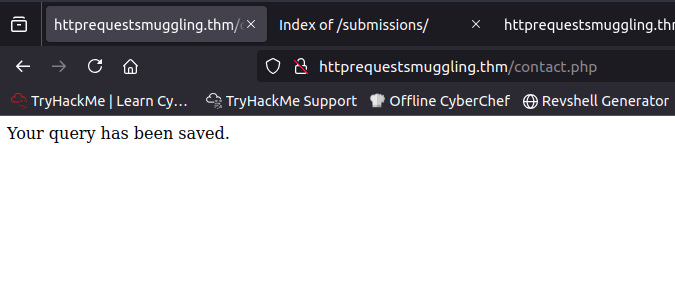 httprequestsmuggling.thm/
Index of /submissions/
httprequestsmuggling.th
httprequestsmuggling.thm/contact.php
TryHackMe | Learn Cy…
TryHackMe Support
Offline CyberChef
Revshell Generator
Your query has been saved.